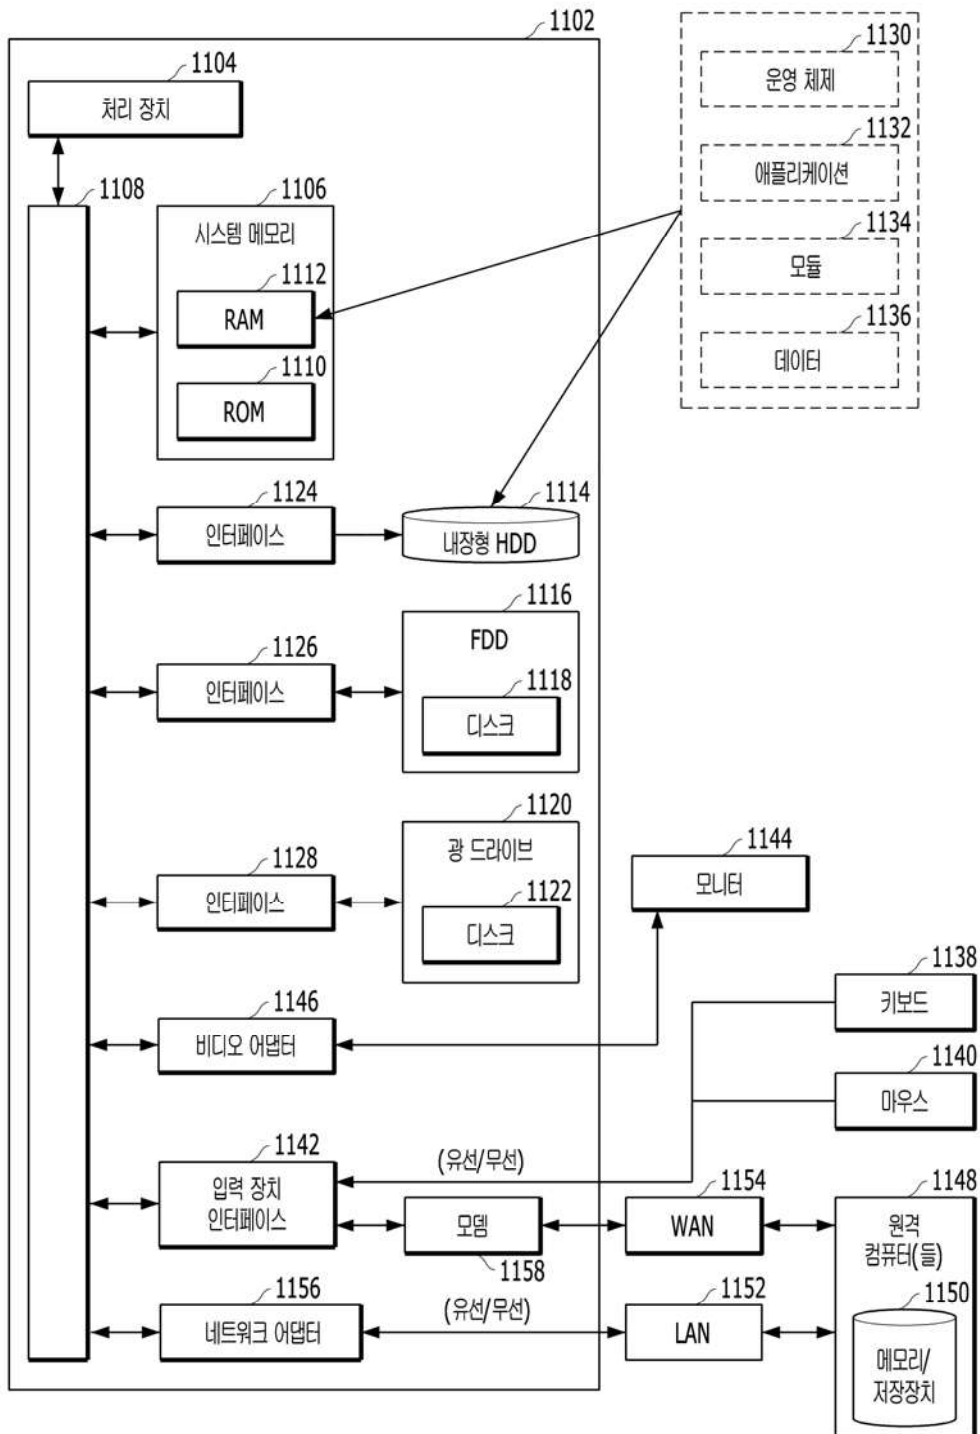 1102
1104
처리 장치
1108
1106
시스템 메모리
1112
RAM
1110
ROM
1130
운영 체제
1132
애플리케이션
1134
모듈
1136
데이터
1124
인터페이스
1114
내장형 HDD
1116
FDD
1126
인터페이스
1118
디스크
1120
광 드라이브
1128
인터페이스
1122
디스크
1144
모니터
1146
비디오 어댑터
1138
키보드
1140
마우스
1142
입력 장치
인터페이스
(유선/무선)
모뎀
1158
1154
WAN
1148
원격
컴퓨터(들)
1150
메모리/
저장장치
1156
네트워크 어댑터
(유선/무선)
1152
LAN